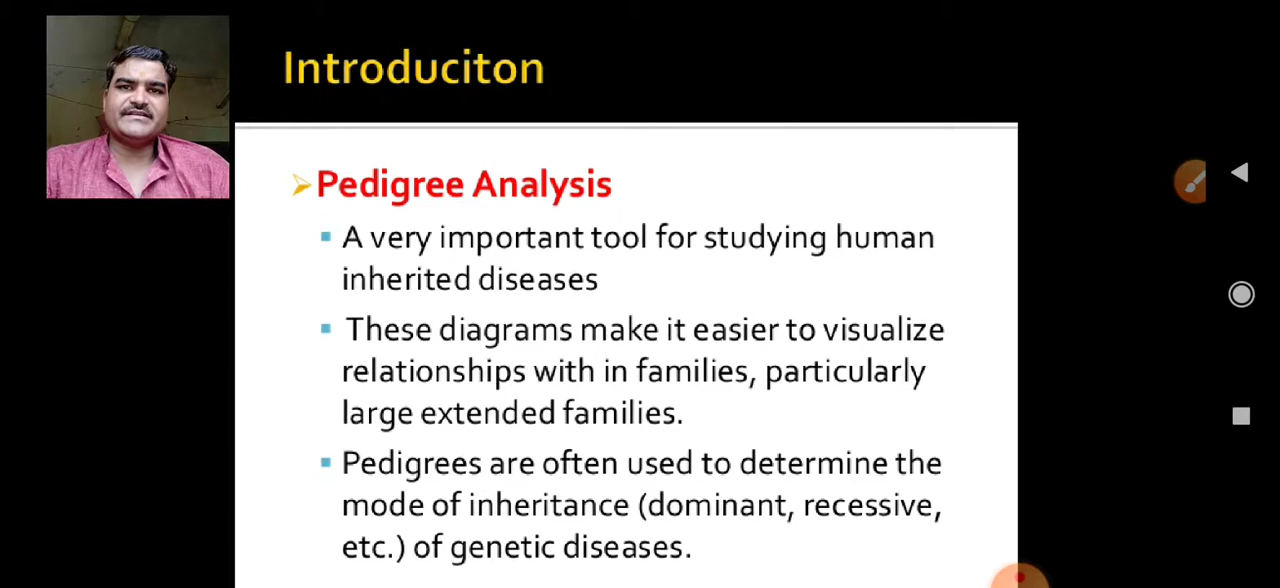 Introduciton
Pedigree Analysis
A very important tool for studying human
inherited diseases
These diagrams make it easier to visualize
relationships with in families, particularly
large extended families.
Pedigrees are often used to determine the
mode of inheritance (dominant, recessive,
etc.) of genetic diseases.